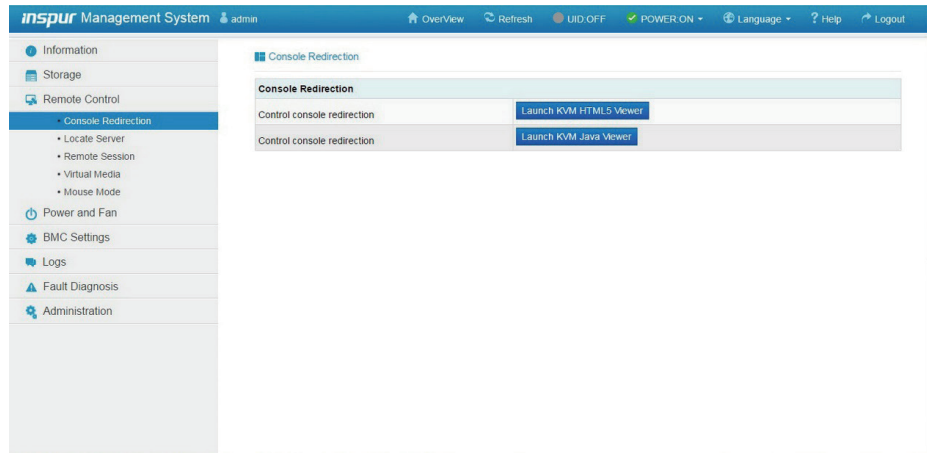 inspur Management System admin OverView Refresh UID:OFF POWER:ON Language ? Help Logout
Information
Storage
Remote Control
• Console Redirection
• Locate Server
• Remote Session
• Virtual Media
• Mouse Mode
Power and Fan
BMC Settings
Logs
Fault Diagnosis
Administration
Console Redirection
Console Redirection
Control console redirection Launch KVM HTML5 Viewer
Control console redirection Launch KVM Java Viewer